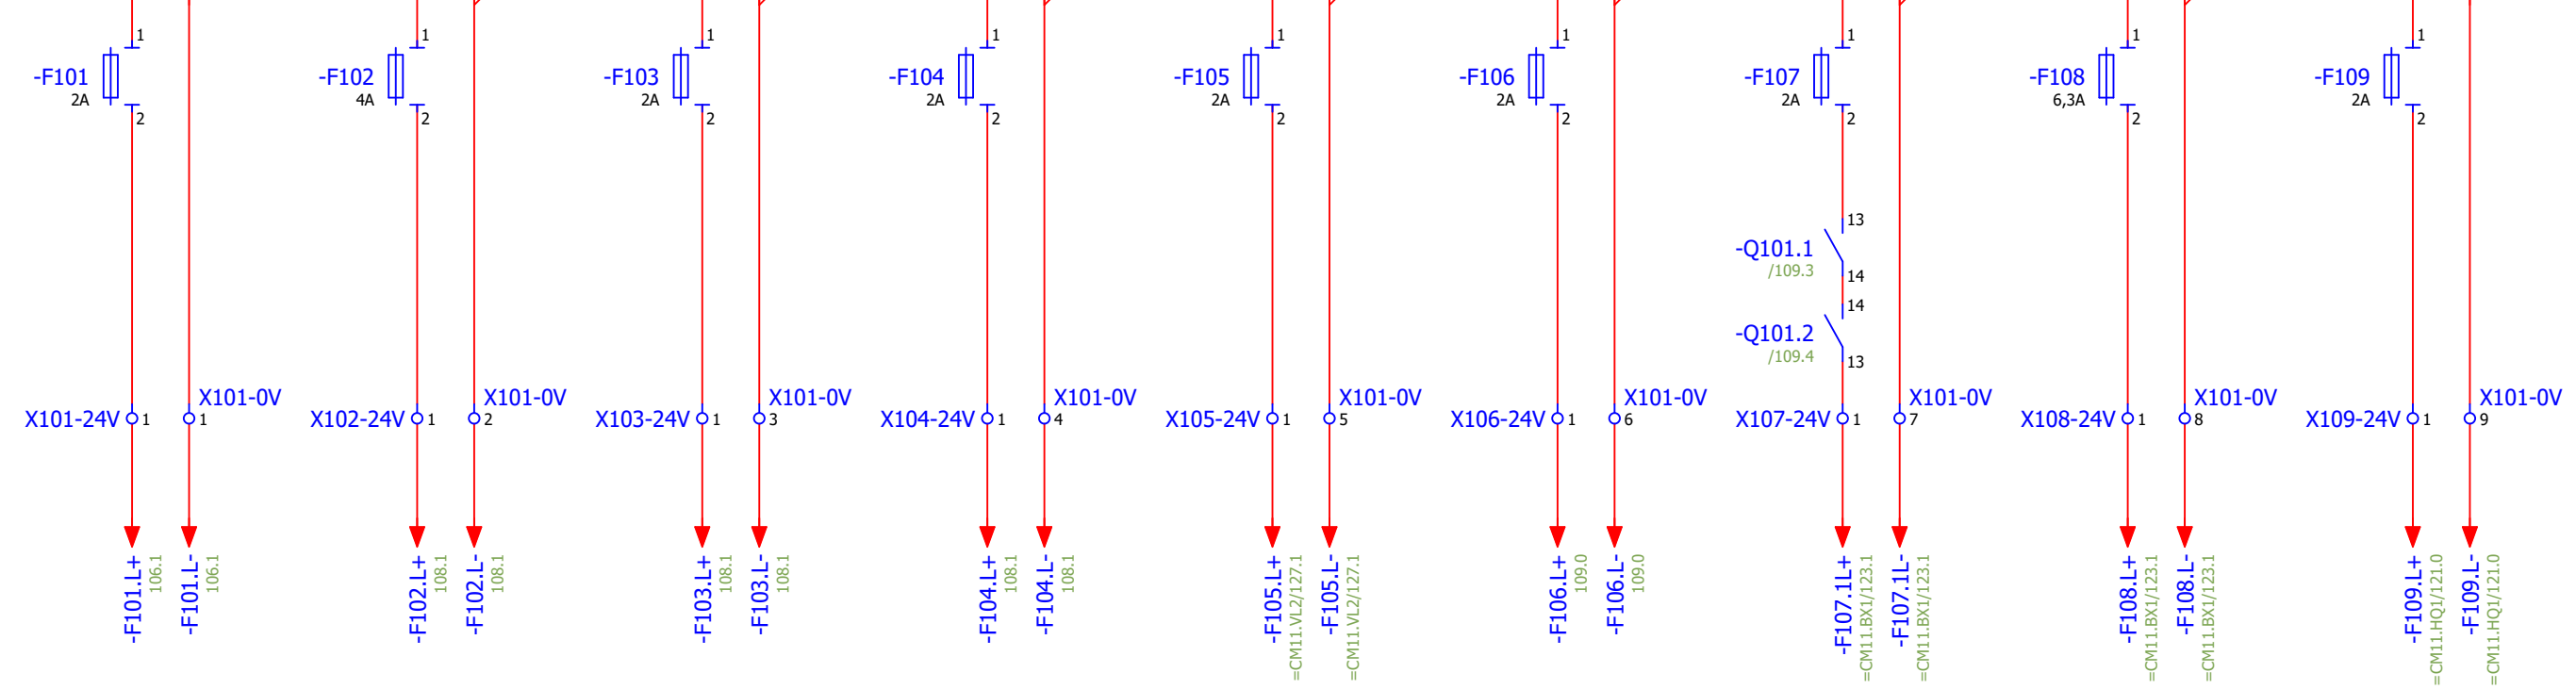 1 1 1 1 1 1 1 1 1
-F101 -F102 -F103 -F104 -F105 -F106 -F107 -F108 -F109
2A 4A 2A 2A 2A 2A 2A 6,3A 2A
2 2 2 2 2 2 2 2 2
13
-Q101.1
/109.3
14
14
-Q101.2
/109.4
13
X101-0V X101-0V X101-0V X101-0V X101-0V X101-0V X101-0V X101-0V X101-0V
X101-24V 1 1 X102-24V 1 2 X103-24V 1 3 X104-24V 1 4 X105-24V 1 5 X106-24V 1 6 X107-24V 1 7 X108-24V 1 8 X109-24V 1 9
-F101.L+
106.1
-F101.L-
106.1
-F102.L+
108.1
-F102.L-
108.1
-F103.L+
108.1
-F103.L-
108.1
-F104.L+
108.1
-F104.L-
108.1
-F105.L+
=CM11.VL2/127.1
-F105.L-
=CM11.VL2/127.1
-F106.L+
109.0
-F106.L-
109.0
-F107.1L+
=CM11.BX1/123.1
-F107.1L-
=CM11.BX1/123.1
-F108.L+
=CM11.BX1/123.1
-F108.L-
=CM11.BX1/123.1
-F109.L+
=CM11.HQ1/121.0
-F109.L-
=CM11.HQ1/121.0